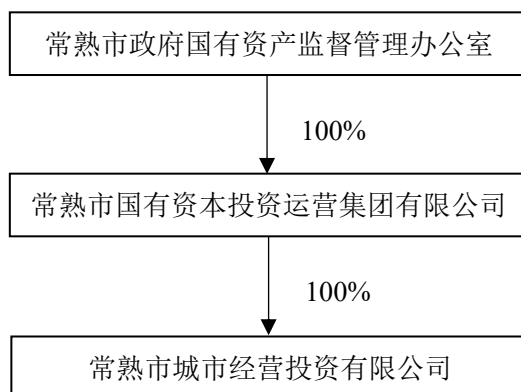 常熟市政府国有资产监督管理办公室
100%
常熟市国有资本投资运营集团有限公司
100%
常熟市城市经营投资有限公司